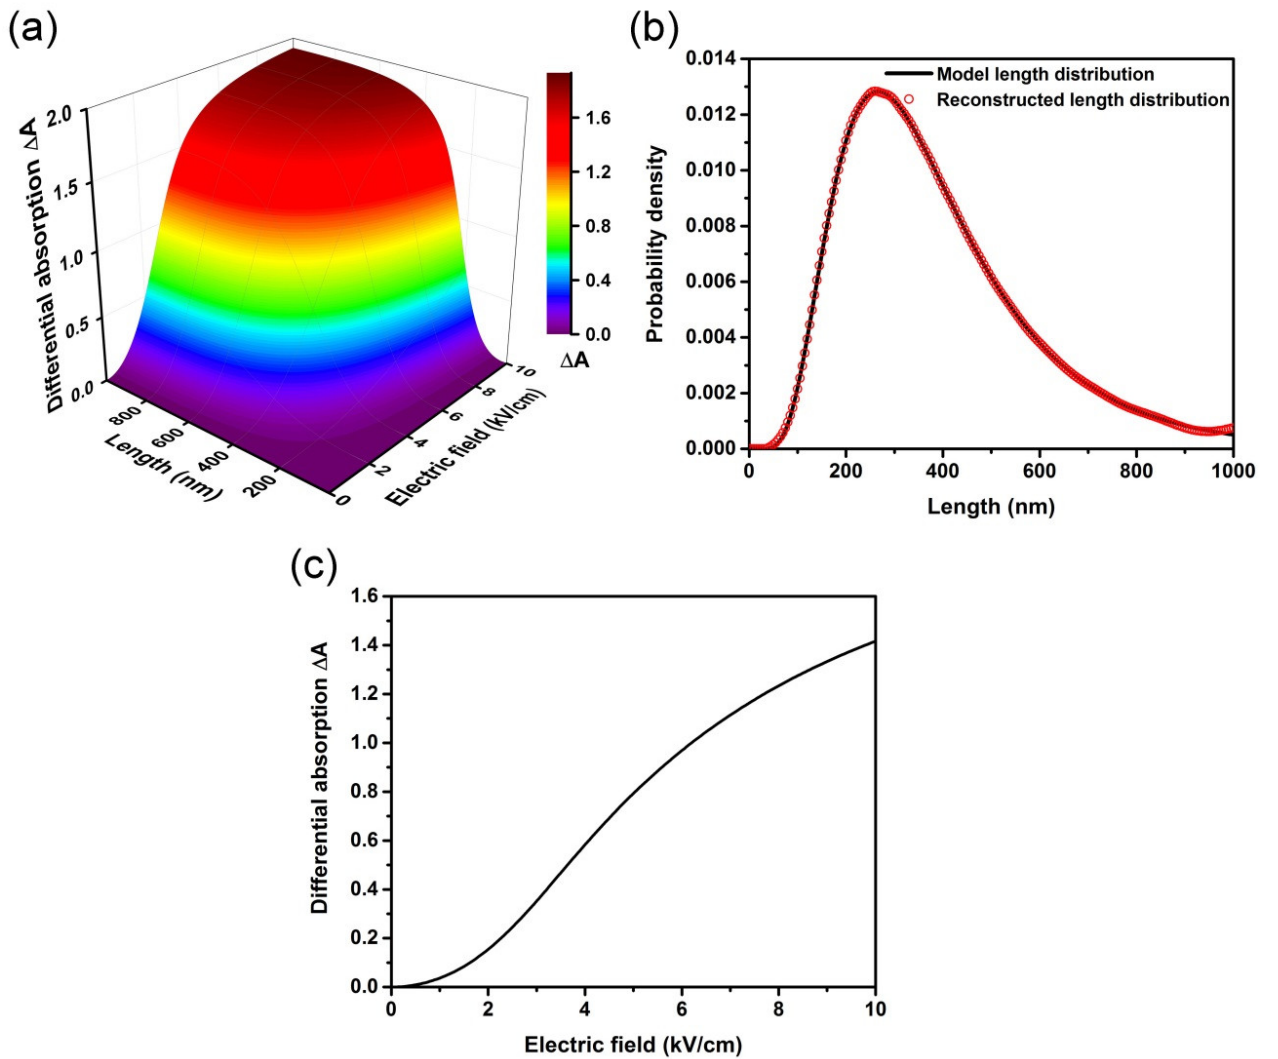 (a)
2.0
1.5
1.0
0.5
0.0
Differential absorption ΔA
800
600
400
200
Length (nm)
0
2
4
6
8
10
Electric field (kV/cm)
1.6
1.2
0.8
0.4
0.0
ΔA
(b)
0.014
0.012
0.010
0.008
0.006
0.004
0.002
0.000
Probability density
Model length distribution
Reconstructed length distribution
0 200 400 600 800 1000
Length (nm)
(c)
1.6
1.4
1.2
1.0
0.8
0.6
0.4
0.2
0.0
Differential absorption ΔA
0 2 4 6 8 10
Electric field (kV/cm)